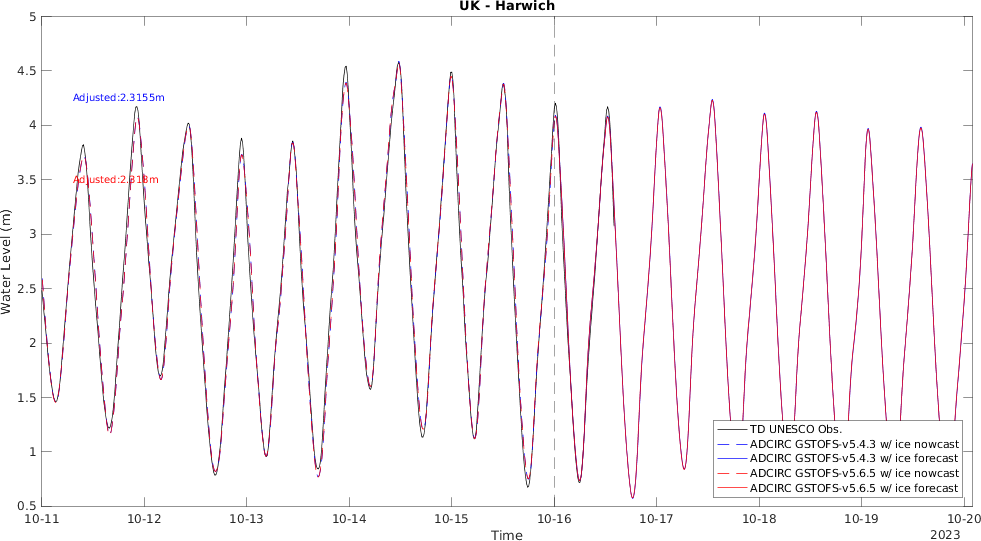 UK - Harwich
5
4.5
4
3.5
3
2.5
2
1.5
1
0.5
Water Level (m)
Adjusted:2.3155m
Adjusted:2.318m
TD UNESCO Obs.
ADCIRC GSTOFS-v5.4.3 w/ ice nowcast
ADCIRC GSTOFS-v5.4.3 w/ ice forecast
ADCIRC GSTOFS-v5.6.5 w/ ice nowcast
ADCIRC GSTOFS-v5.6.5 w/ ice forecast
10-11 10-12 10-13 10-14 10-15 10-16 10-17 10-18 10-19 10-20
Time
2023